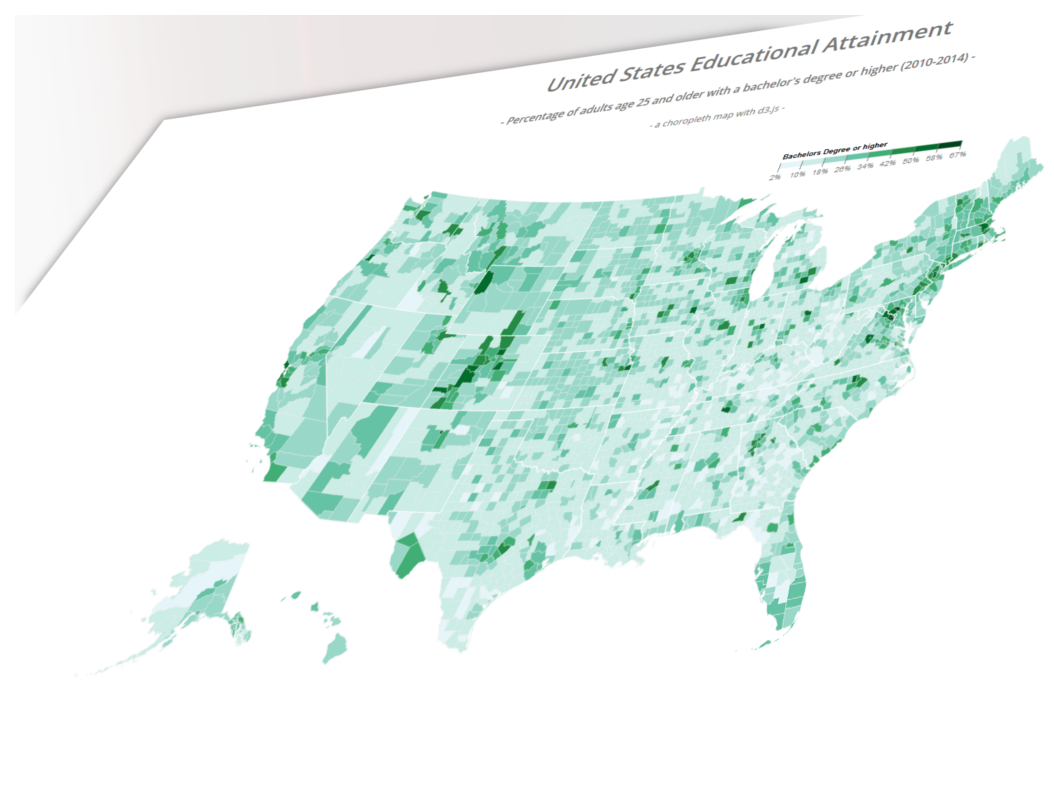 United States Educational Attainment
- Percentage of adults age 25 and older with a bachelor's degree or higher (2010-2014) -
- a choropleth map with d3.js -
Bachelors Degree or higher
2% 10% 18% 26% 34% 42% 50% 58% 67%